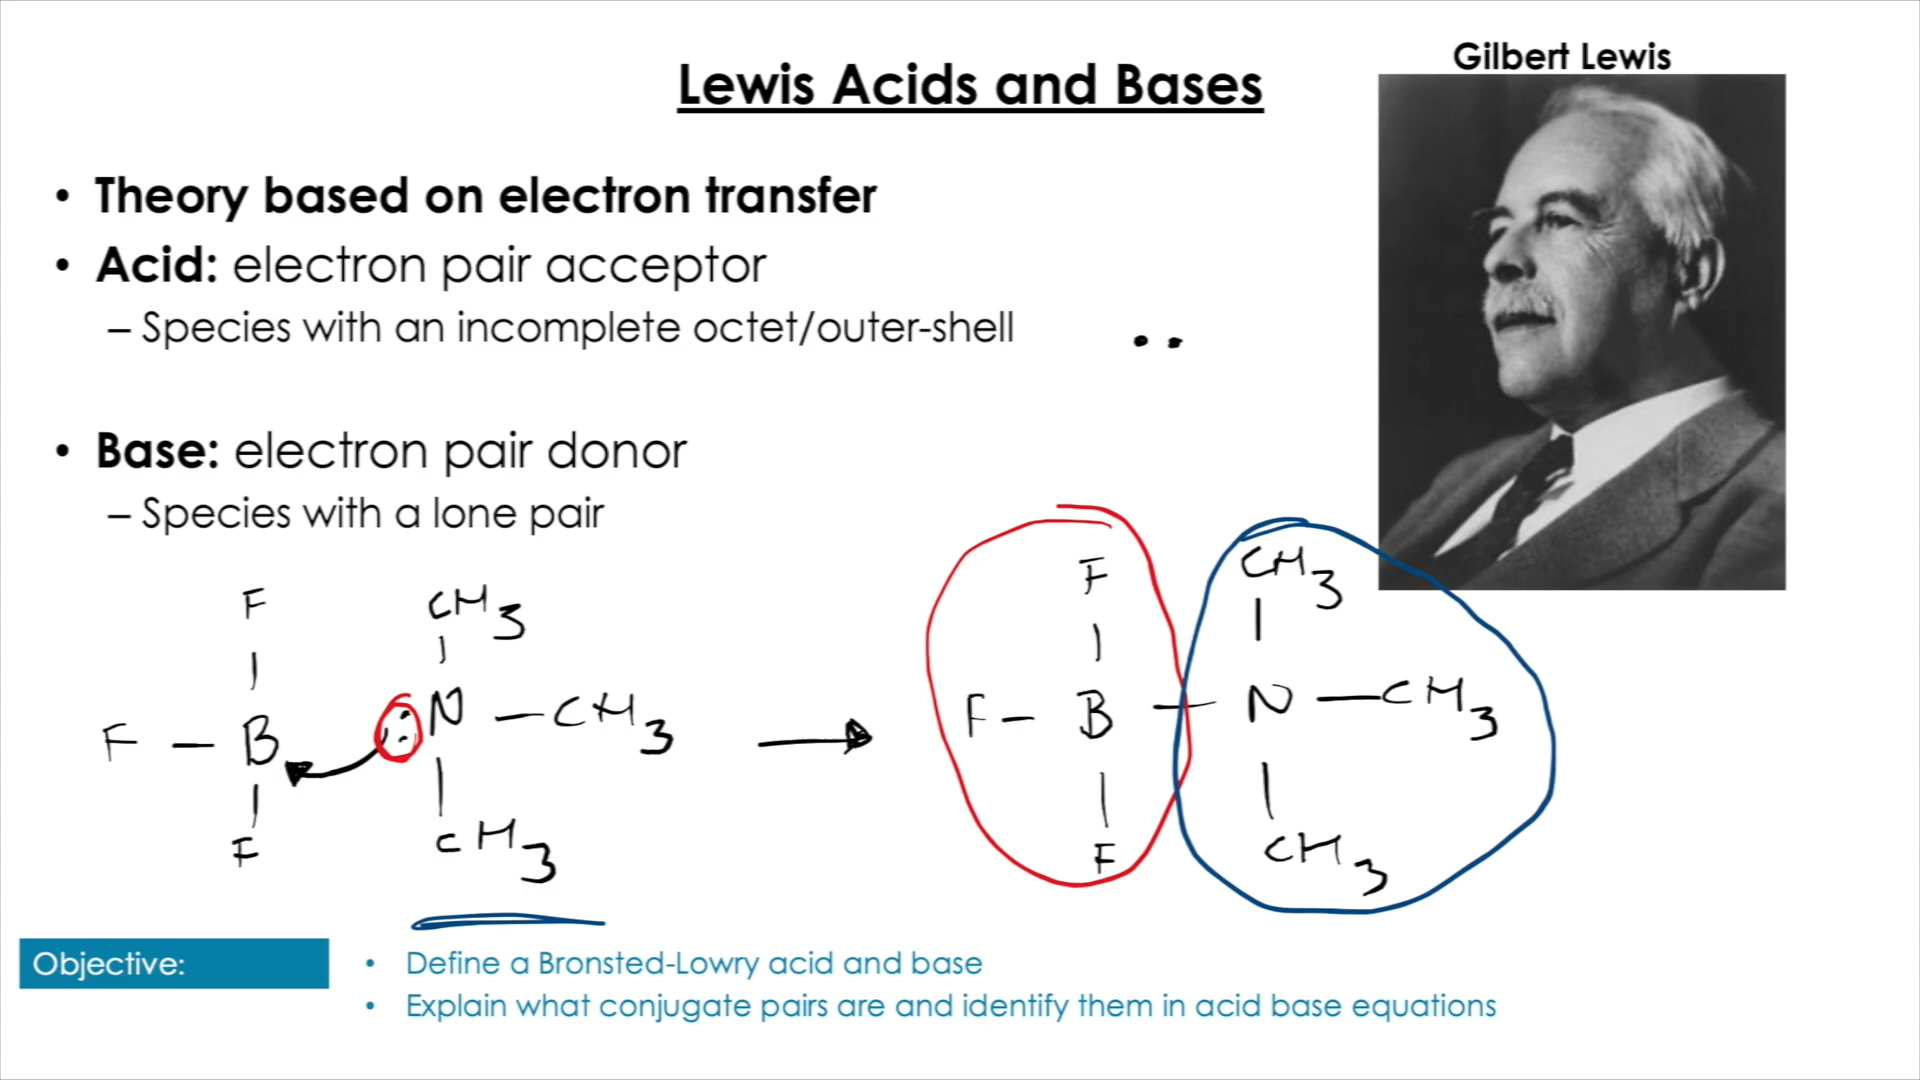 Gilbert Lewis
Lewis Acids and Bases
• Theory based on electron transfer
• Acid: electron pair acceptor
– Species with an incomplete octet/outer-shell
• Base: electron pair donor
– Species with a lone pair
F
CH3
F – B
:N – CH3
F
CH3
F
CH3
F – B – N – CH3
F
CH3
Objective:
• Define a Bronsted-Lowry acid and base
• Explain what conjugate pairs are and identify them in acid base equations